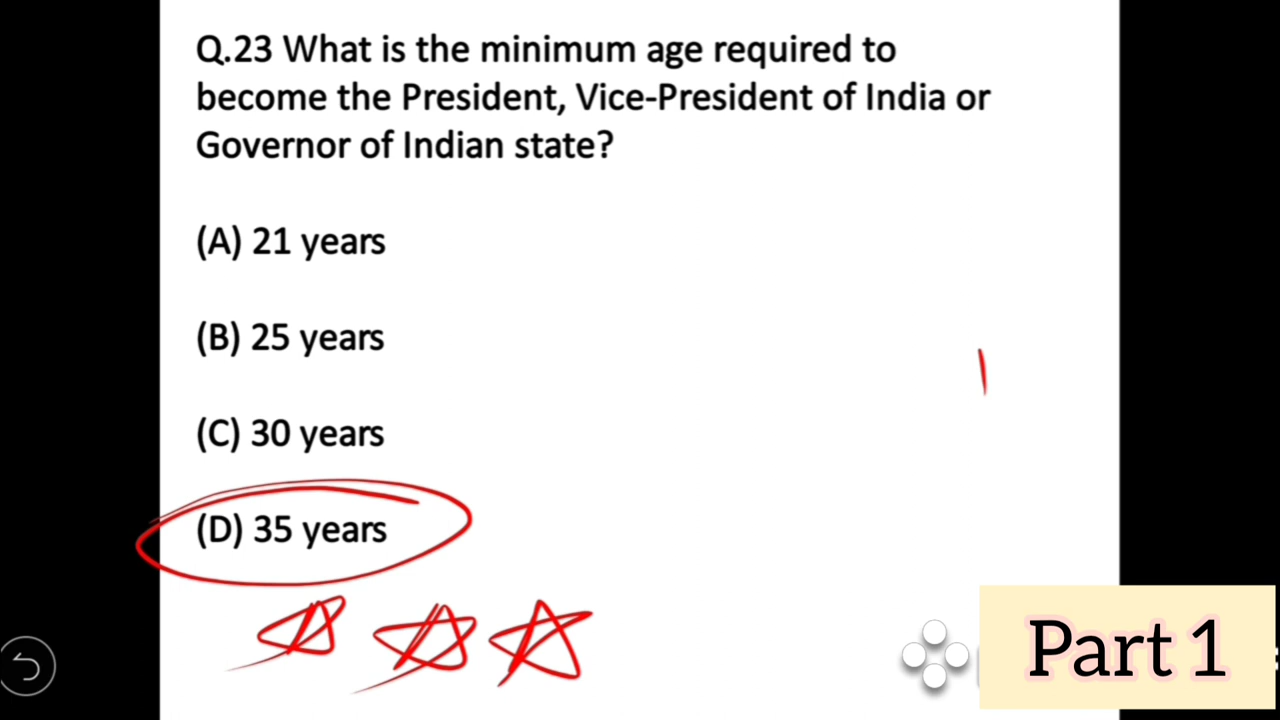 Q.23 What is the minimum age required to
become the President, Vice-President of India or
Governor of Indian state?
(A) 21 years
(B) 25 years
(C) 30 years
(D) 35 years
Part 1